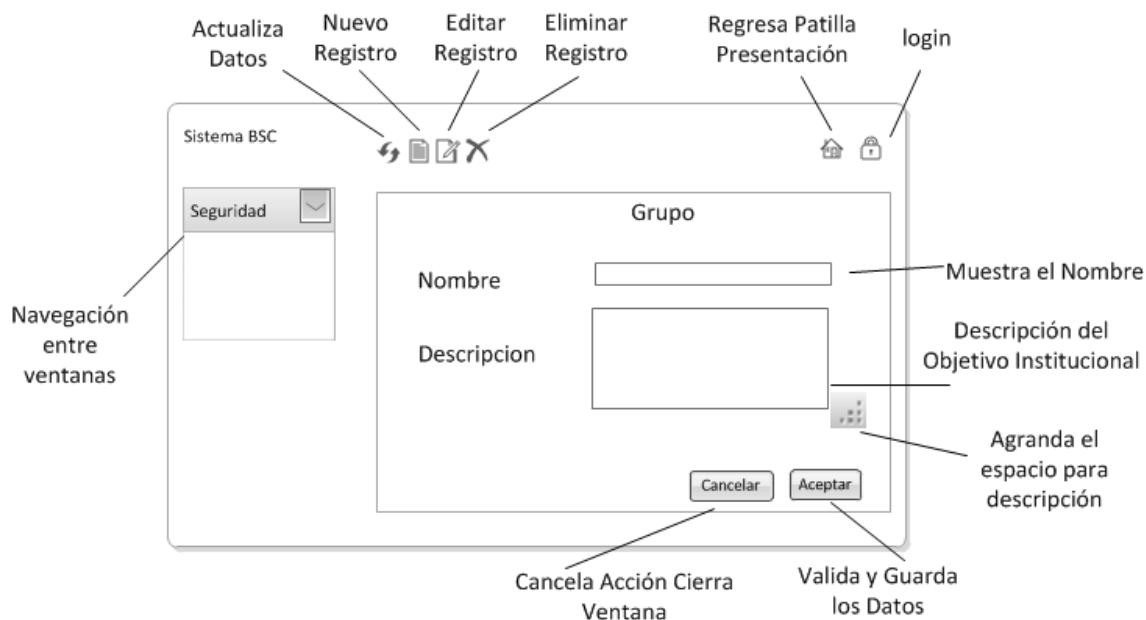 Actualiza
Datos
Nuevo
Registro
Editar
Registro
Eliminar
Registro
Regresa Patilla
Presentación
login
Sistema BSC
Seguridad
Grupo
Nombre
Muestra el Nombre
Navegación
entre
ventanas
Descripcion
Descripción del
Objetivo Institucional
Agranda el
espacio para
descripción
Cancelar
Aceptar
Cancela Acción Cierra
Ventana
Valida y Guarda
los Datos